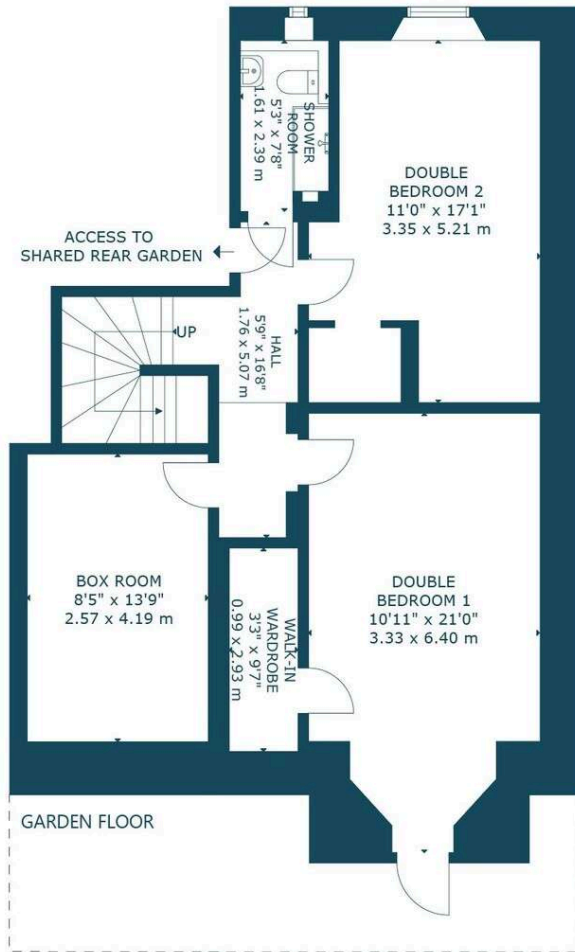 SHOWER
ROOM
5'3" x 7'8"
1.61 x 2.39 m
DOUBLE
BEDROOM 2
11'0" x 17'1"
3.35 x 5.21 m
ACCESS TO
SHARED REAR GARDEN
UP
HALL
5'9" x 16'8"
1.76 x 5.07 m
BOX ROOM
8'5" x 13'9"
2.57 x 4.19 m
WALK-IN
WARDROBE
3'3" x 9'7"
0.99 x 2.93 m
DOUBLE
BEDROOM 1
10'11" x 21'0"
3.33 x 6.40 m
GARDEN FLOOR